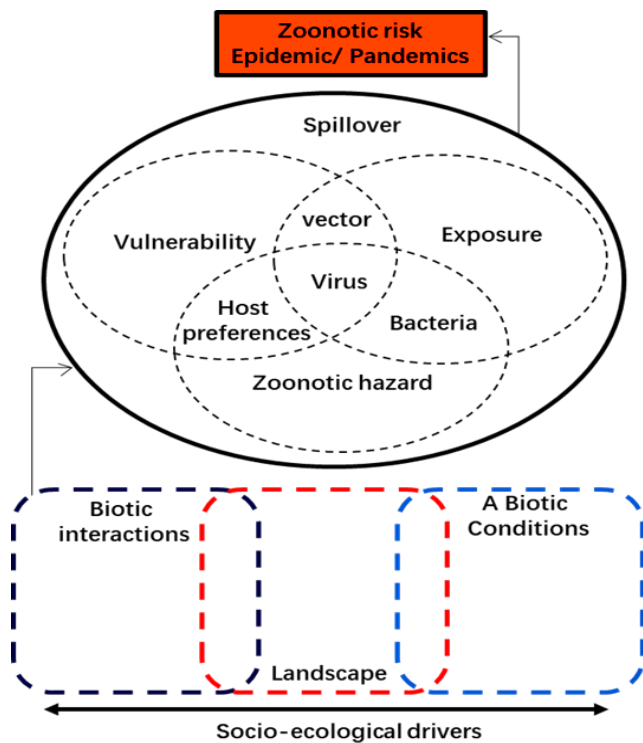 Zoonotic risk
Epidemic/ Pandemics
Spillover
vector
Vulnerability
Exposure
Virus
Host
preferences
Bacteria
Zoonotic hazard
Biotic
interactions
A Biotic
Conditions
Landscape
Socio-ecological drivers